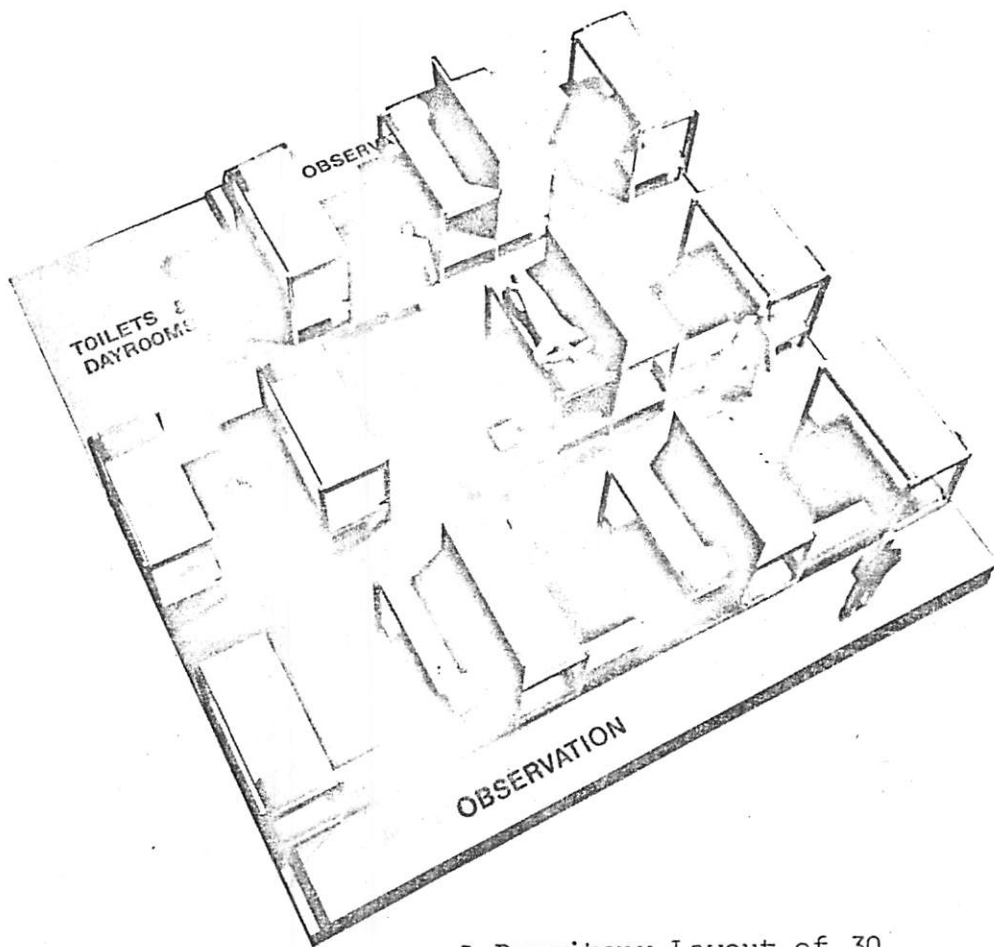 OBSERV
TOILETS &
DAYROOMS
OBSERVATION
Dormitory Layout of 30